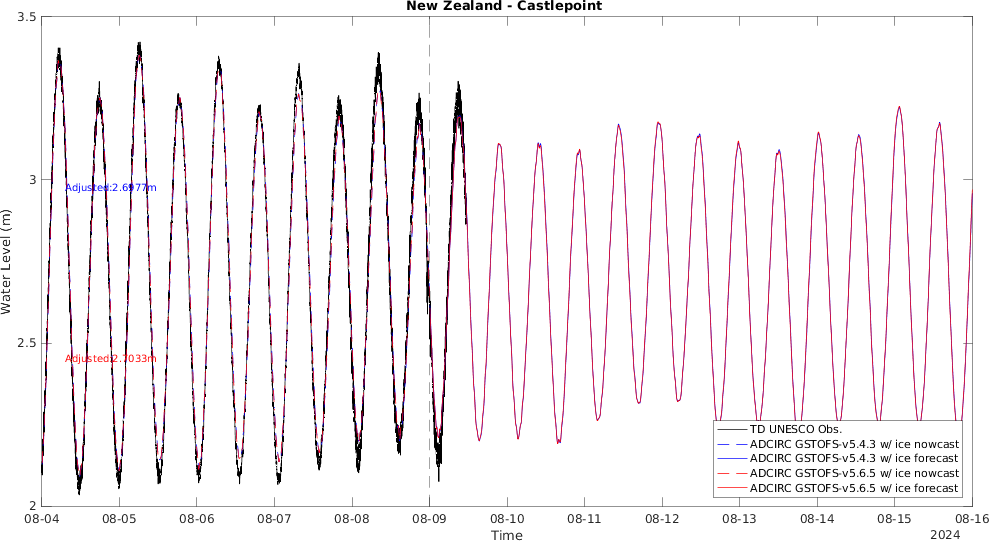 New Zealand - Castlepoint
3.5
3
2.5
2
Water Level (m)
Adjusted:2.6977m
Adjusted:2.7033m
TD UNESCO Obs.
ADCIRC GSTOFS-v5.4.3 w/ ice nowcast
ADCIRC GSTOFS-v5.4.3 w/ ice forecast
ADCIRC GSTOFS-v5.6.5 w/ ice nowcast
ADCIRC GSTOFS-v5.6.5 w/ ice forecast
08-04 08-05 08-06 08-07 08-08 08-09 08-10 08-11 08-12 08-13 08-14 08-15 08-16
Time
2024